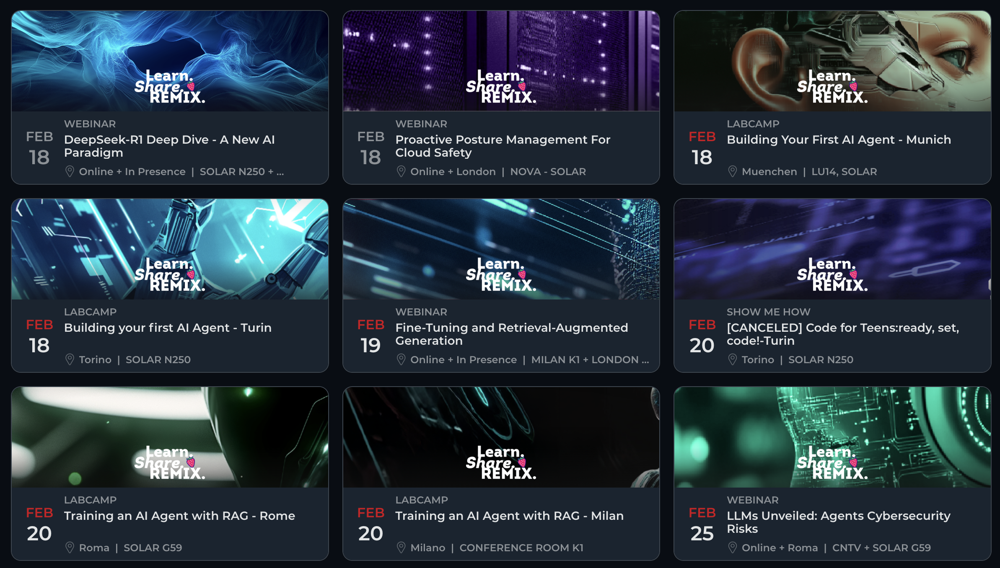 Learn.
Share.
REMIX.
WEBINAR
FEB
18
DeepSeek-R1 Deep Dive - A New AI
Paradigm
Online + In Presence | SOLAR N250 + ...
Learn.
Share.
REMIX.
WEBINAR
FEB
18
Proactive Posture Management For
Cloud Safety
Online + London | NOVA - SOLAR
Learn.
Share.
REMIX.
LABCAMP
FEB
18
Building Your First AI Agent - Munich
Muenchen | LU14, SOLAR
Learn.
Share.
REMIX.
LABCAMP
FEB
18
Building your first AI Agent - Turin
Torino | SOLAR N250
Learn.
Share.
REMIX.
WEBINAR
FEB
19
Fine-Tuning and Retrieval-Augmented
Generation
Online + In Presence | MILAN K1 + LONDON ...
Learn.
Share.
REMIX.
SHOW ME HOW
FEB
20
[CANCELED] Code for Teens:ready, set,
code!-Turin
Torino | SOLAR N250
Learn.
Share.
REMIX.
LABCAMP
FEB
20
Training an AI Agent with RAG - Rome
Roma | SOLAR G59
Learn.
Share.
REMIX.
LABCAMP
FEB
20
Training an AI Agent with RAG - Milan
Milano | CONFERENCE ROOM K1
Learn.
Share.
REMIX.
WEBINAR
FEB
25
LLMs Unveiled: Agents Cybersecurity
Risks
Online + Roma | CNTV + SOLAR G59